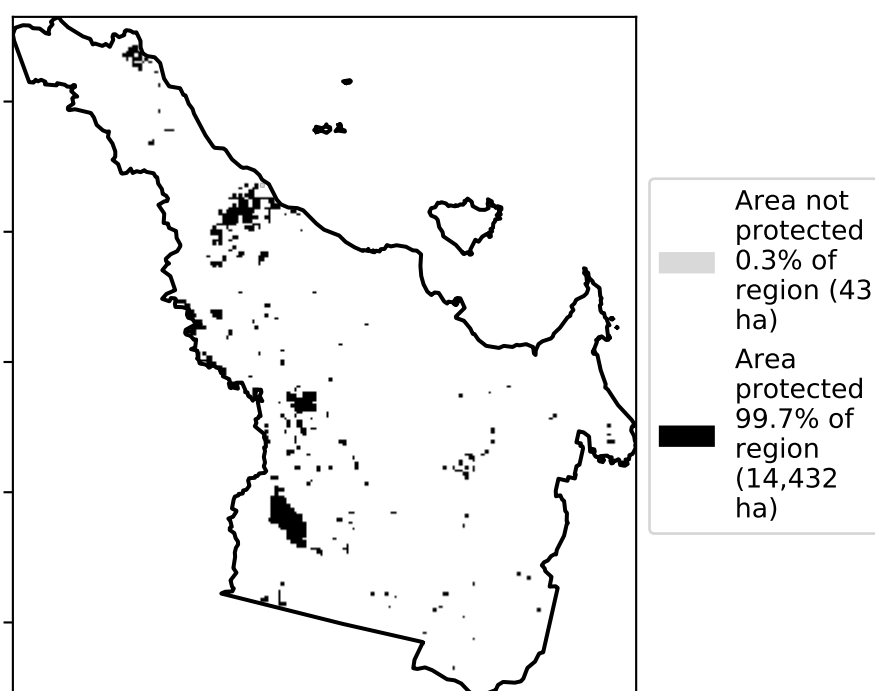 Area not
protected
0.3% of
region (43
ha)
Area
protected
99.7% of
region
(14,432
ha)